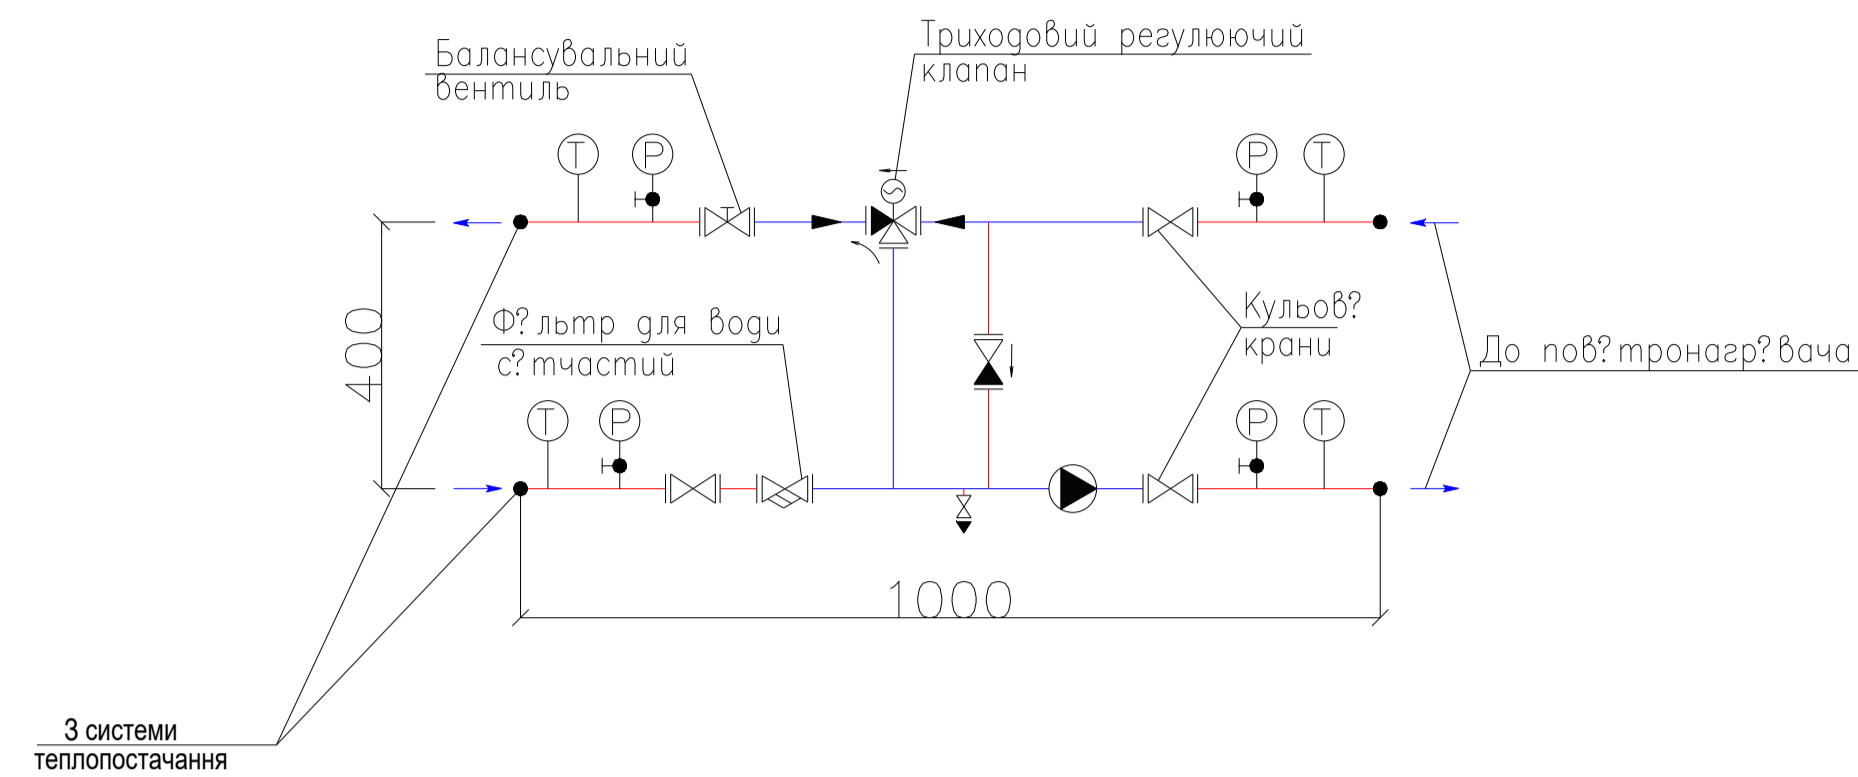 Балансувальний
вентиль
Триходовий регулюючий
клапан
T
P
P
T
400
Ф?льтр для води
с?тчастий
Кульов?
крани
До пов?тронагр?вача
T
P
P
T
1000
З системи
теплопостачання